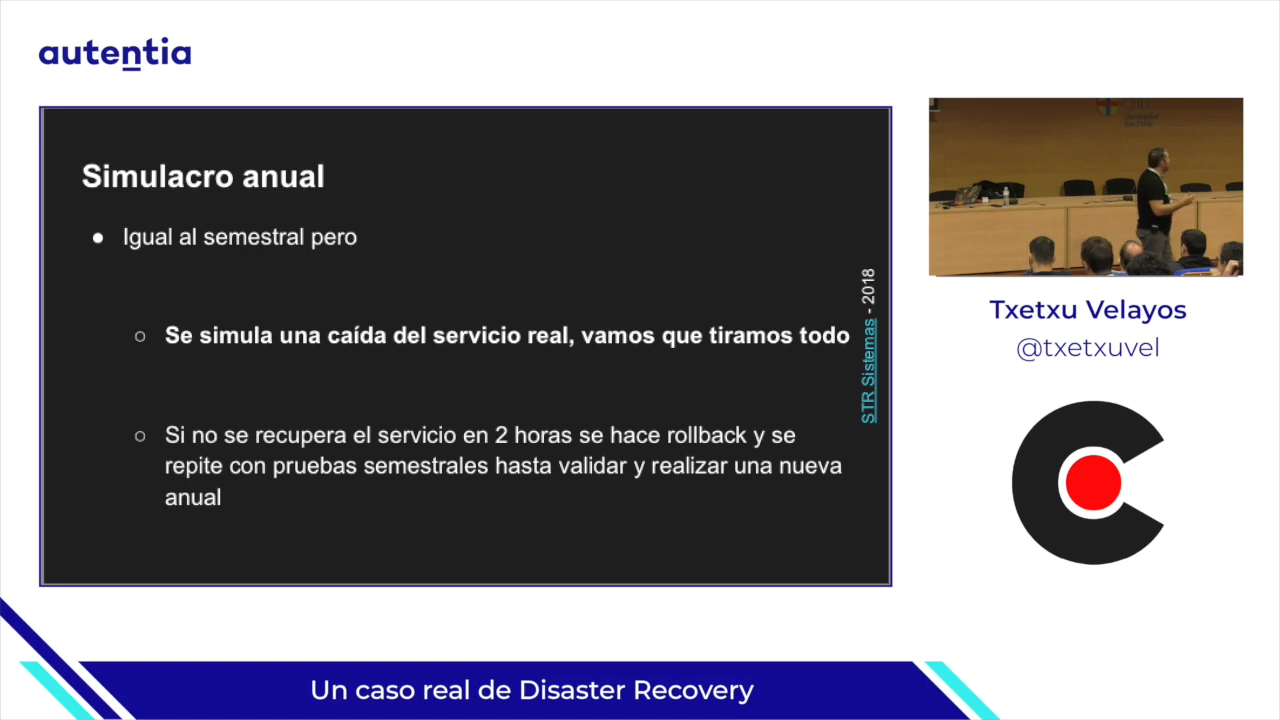 autentia
Simulacro anual
● Igual al semestral pero
○ Se simula una caída del servicio real, vamos que tiramos todo
○ Si no se recupera el servicio en 2 horas se hace rollback y se
repite con pruebas semestrales hasta validar y realizar una nueva
anual
STR Sistemas - 2018
Txetxu Velayos
@txetxuvel
Un caso real de Disaster Recovery